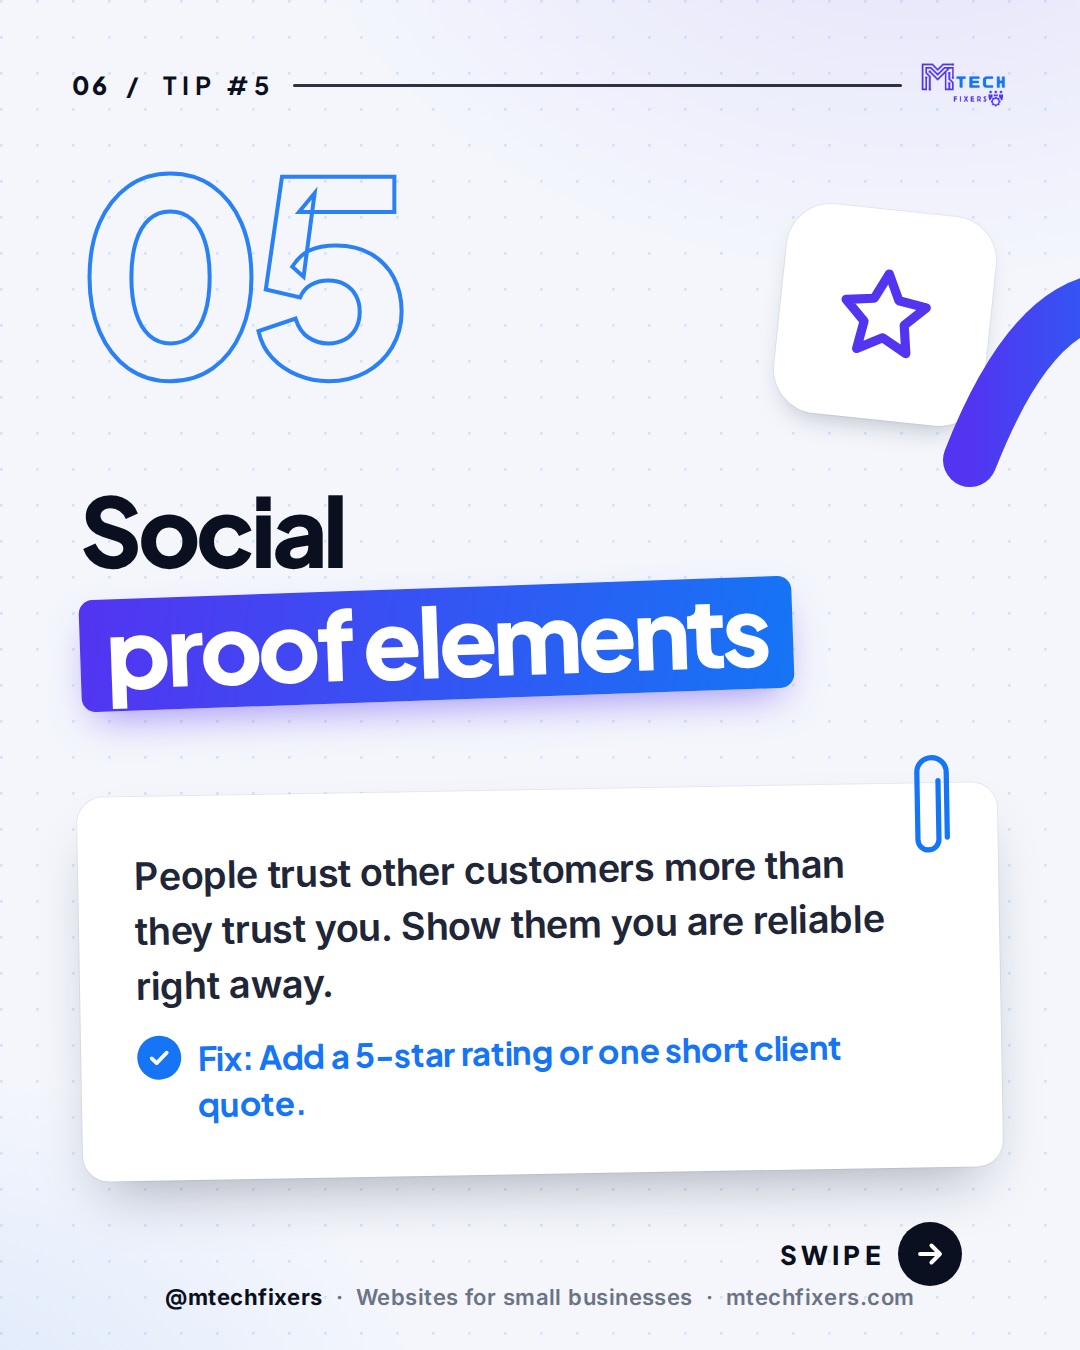 06 / TIP #5
MTECH
FIXERS
05
Social
proof elements
People trust other customers more than
they trust you. Show them you are reliable
right away.
Fix: Add a 5-star rating or one short client
quote.
SWIPE
@mtechfixers · Websites for small businesses · mtechfixers.com